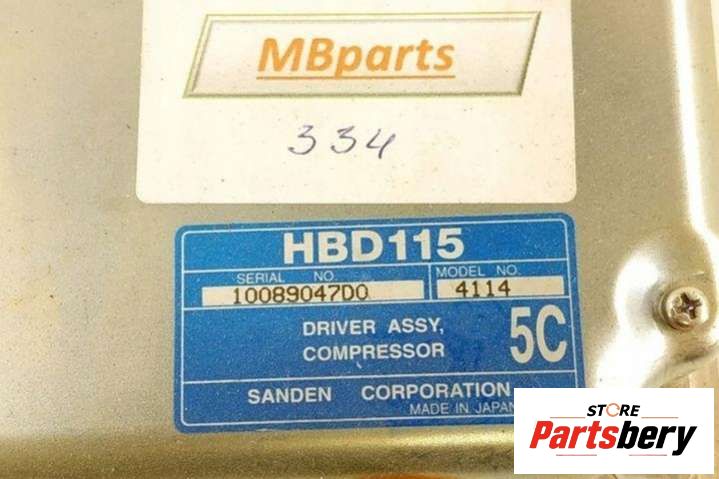 MBparts
334
HBD115
SERIAL NO.
MODEL NO.
10089047D0
4114
DRIVER ASSY,
COMPRESSOR
5C
SANDEN CORPORATION
MADE IN JAPAN
STORE
Partsbery